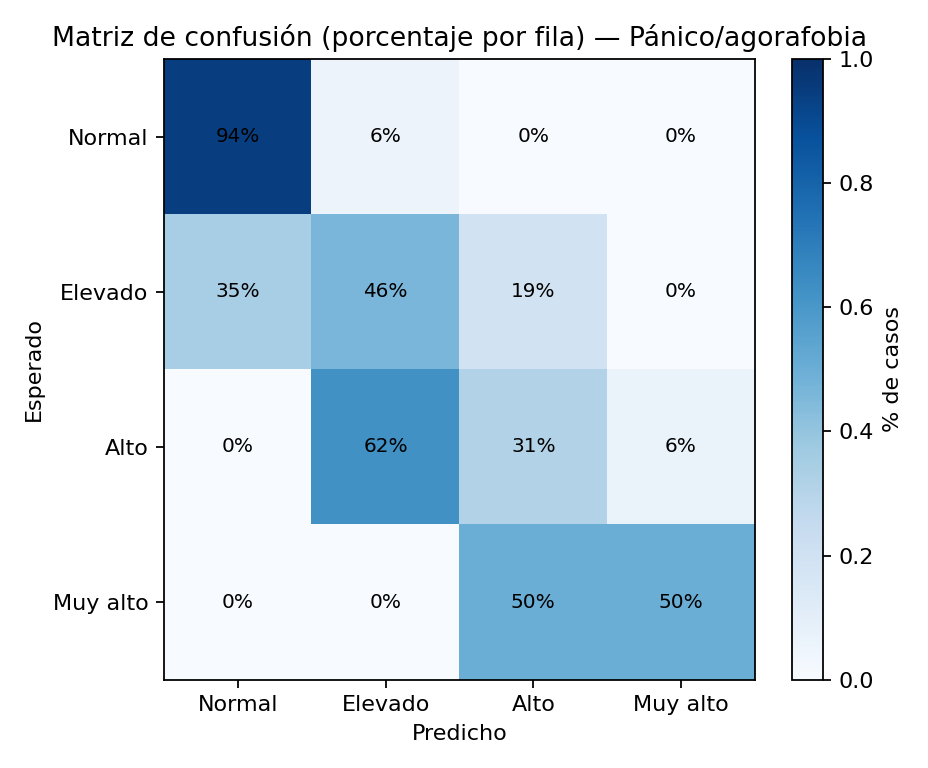 Matriz de confusión (porcentaje por fila) — Pánico/agorafobia
Normal 94% 6% 0% 0%
Elevado 35% 46% 19% 0%
Alto 0% 62% 31% 6%
Muy alto 0% 0% 50% 50%
Normal Elevado Alto Muy alto
Predicho
Esperado
1.0
0.8
0.6
0.4
0.2
0.0
% de casos